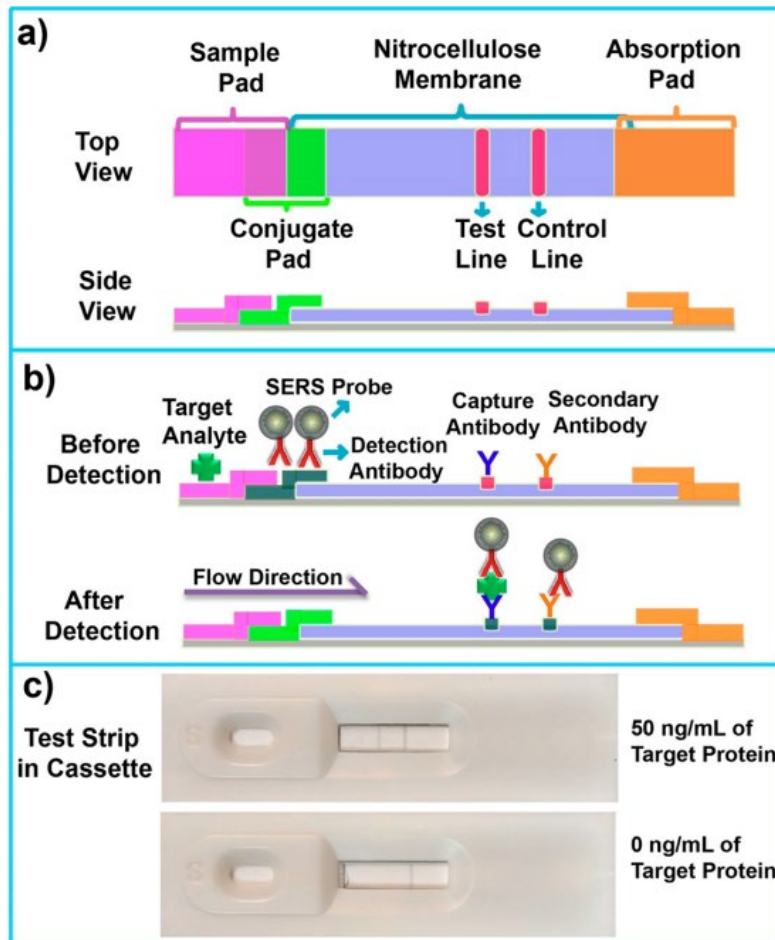 a)
Sample
Pad
Nitrocellulose
Membrane
Absorption
Pad
Top
View
Conjugate
Pad
Test
Line
Control
Line
Side
View
b)
Target
Analyte
SERS Probe
Detection
Antibody
Capture
Antibody
Secondary
Antibody
Before
Detection
Flow Direction
After
Detection
c)
Test Strip
in Cassette
50 ng/mL of
Target Protein
0 ng/mL of
Target Protein